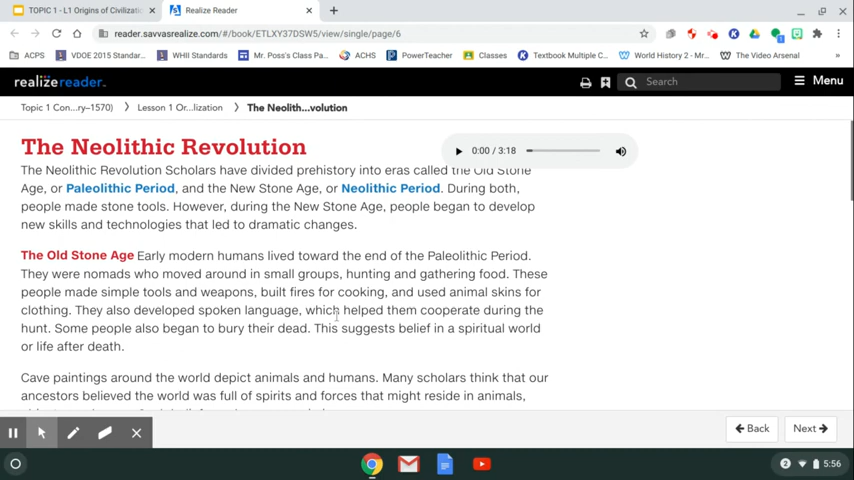 TOPIC 1 - L1 Origins of Civilizati
Realize Reader
reader.savvasrealize.com/#/book/ETLXY37DSW5/view/single/page/6
ACPS
VDOE 2015 Standar...
WHII Standards
Mr. Poss's Class Pa...
ACHS
PowerTeacher
Classes
Textbook Multiple C...
World History 2 - Mr...
The Video Arsenal
realizereader
Search
Menu
Topic 1 Con...ry–1570) Lesson 1 Or...lization The Neolith...volution
The Neolithic Revolution
0:00 / 3:18
The Neolithic Revolution Scholars have divided prehistory into eras called the Old Stone
Age, or Paleolithic Period, and the New Stone Age, or Neolithic Period. During both,
people made stone tools. However, during the New Stone Age, people began to develop
new skills and technologies that led to dramatic changes.
The Old Stone Age Early modern humans lived toward the end of the Paleolithic Period.
They were nomads who moved around in small groups, hunting and gathering food. These
people made simple tools and weapons, built fires for cooking, and used animal skins for
clothing. They also developed spoken language, which helped them cooperate during the
hunt. Some people also began to bury their dead. This suggests belief in a spiritual world
or life after death.
Cave paintings around the world depict animals and humans. Many scholars think that our
ancestors believed the world was full of spirits and forces that might reside in animals,
Back
Next
2
5:56